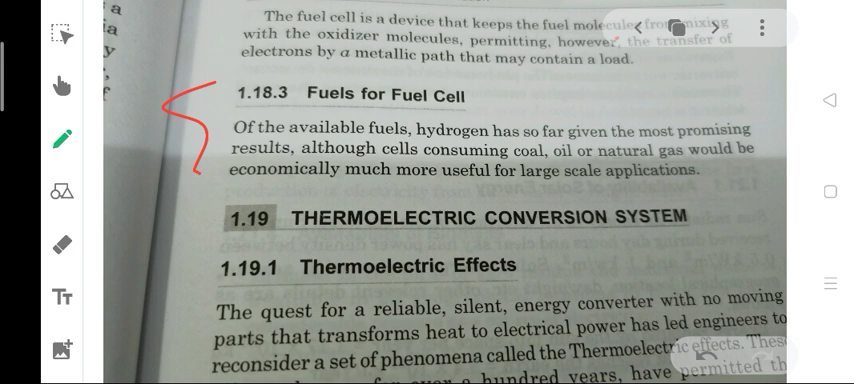 a
ia
y
The fuel cell is a device that keeps the fuel molecules from mixing
with the oxidizer molecules, permitting, however, the transfer of
electrons by a metallic path that may contain a load.
1.18.3 Fuels for Fuel Cell
Of the available fuels, hydrogen has so far given the most promising
results, although cells consuming coal, oil or natural gas would be
economically much more useful for large scale applications.
1.19 THERMOELECTRIC CONVERSION SYSTEM
1.19.1 Thermoelectric Effects
The quest for a reliable, silent, energy converter with no moving
parts that transforms heat to electrical power has led engineers to
reconsider a set of phenomena called the Thermoelectric effects. These
a hundred years, have permitted th
Tt